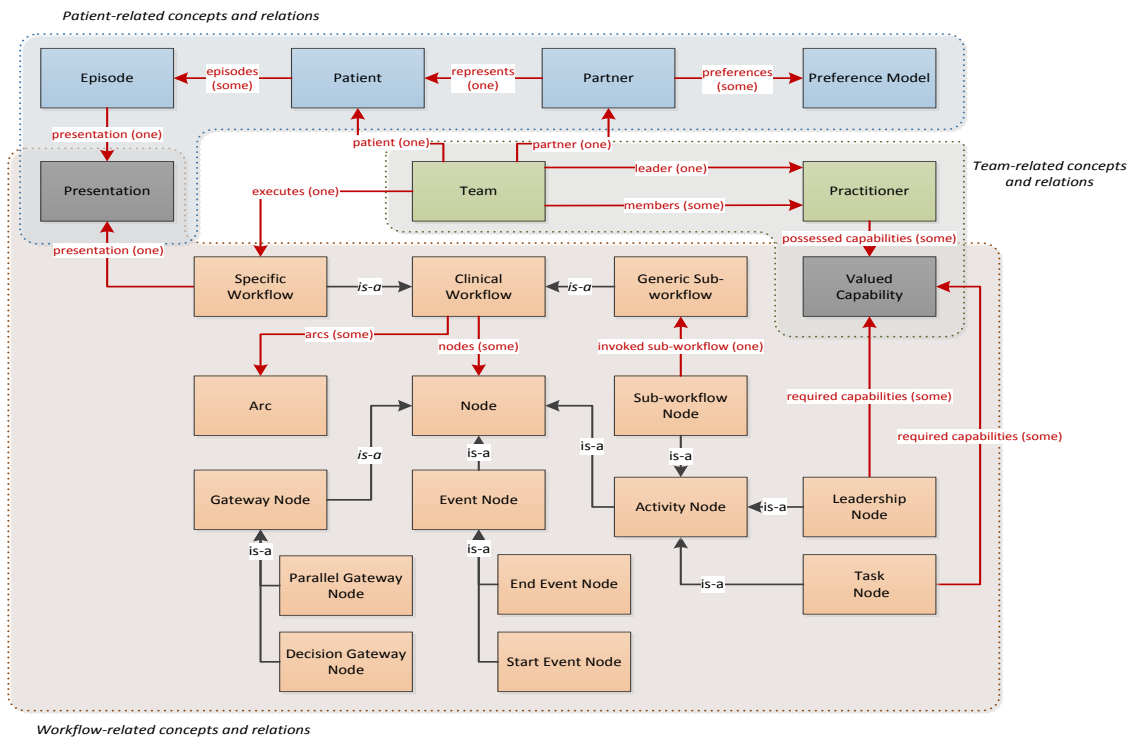 Patient-related concepts and relations
Episode
episodes
(some)
Patient
represents
(one)
Partner
preferences
(some)
Preference Model
presentation (one)
patient (one)
partner (one)
Presentation
executes (one)
Team
leader (one)
members (some)
Practitioner
Team-related concepts
and relations
presentation (one)
possessed capabilities (some)
Specific
Workflow
is-a
Clinical
Workflow
is-a
Generic Sub-
workflow
Valued
Capability
arcs (some)
nodes (some)
invoked sub-workflow (one)
Arc
Node
Sub-workflow
Node
required capabilities (some)
required capabilities (some)
is-a
is-a
is-a
is-a
Gateway Node
Event Node
Activity Node
is-a
Leadership
Node
is-a
is-a
Parallel Gateway
Node
End Event Node
is-a
Task
Node
Decision Gateway
Node
Start Event Node
Workflow-related concepts and relations